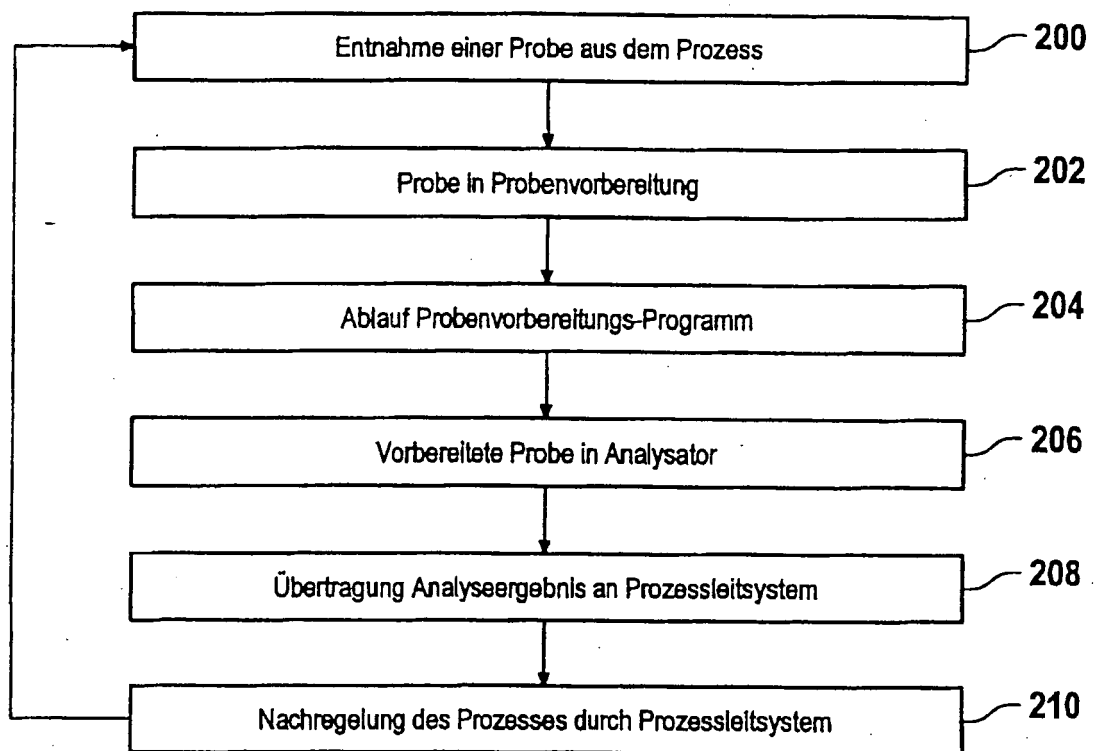 Entnahme einer Probe aus dem Prozess 200
Probe in Probenvorbereitung 202
Ablauf Probenvorbereitungs-Programm 204
Vorbereitete Probe in Analysator 206
Übertragung Analyseergebnis an Prozessleitsystem 208
Nachregelung des Prozesses durch Prozessleitsystem 210